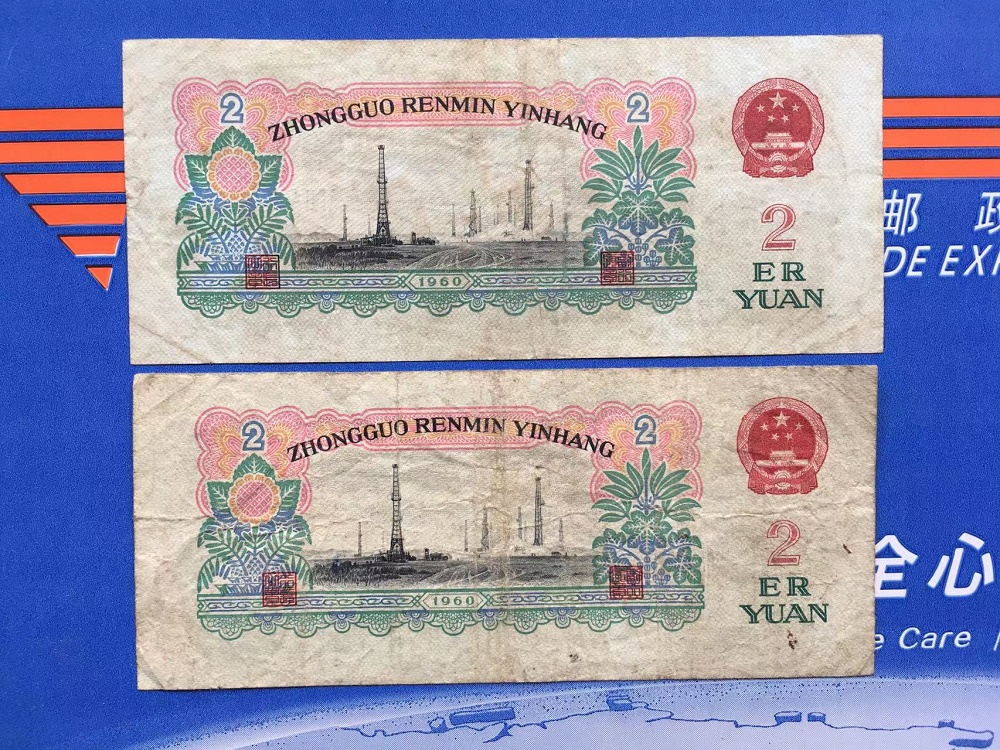 2 2
ZHONGGUO RENMIN YINHANG
1960
2
ER
YUAN
邮 政
DE EX
2 2
ZHONGGUO RENMIN YINHANG
1960
2
ER
YUAN
全心
e Care